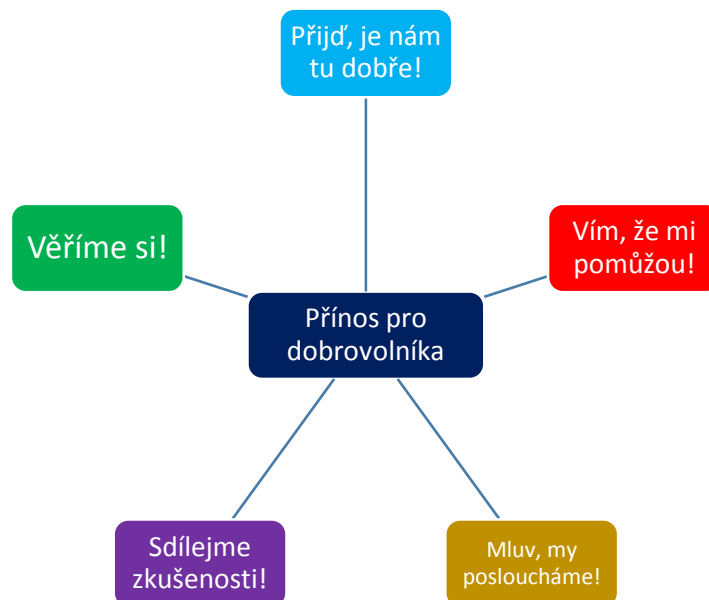 Přijď, je nám
tu dobře!
Věříme si!
Vím, že mi
pomůžou!
Přínos pro
dobrovolníka
Sdílejme
zkušenosti!
Mluv, my
posloucháme!